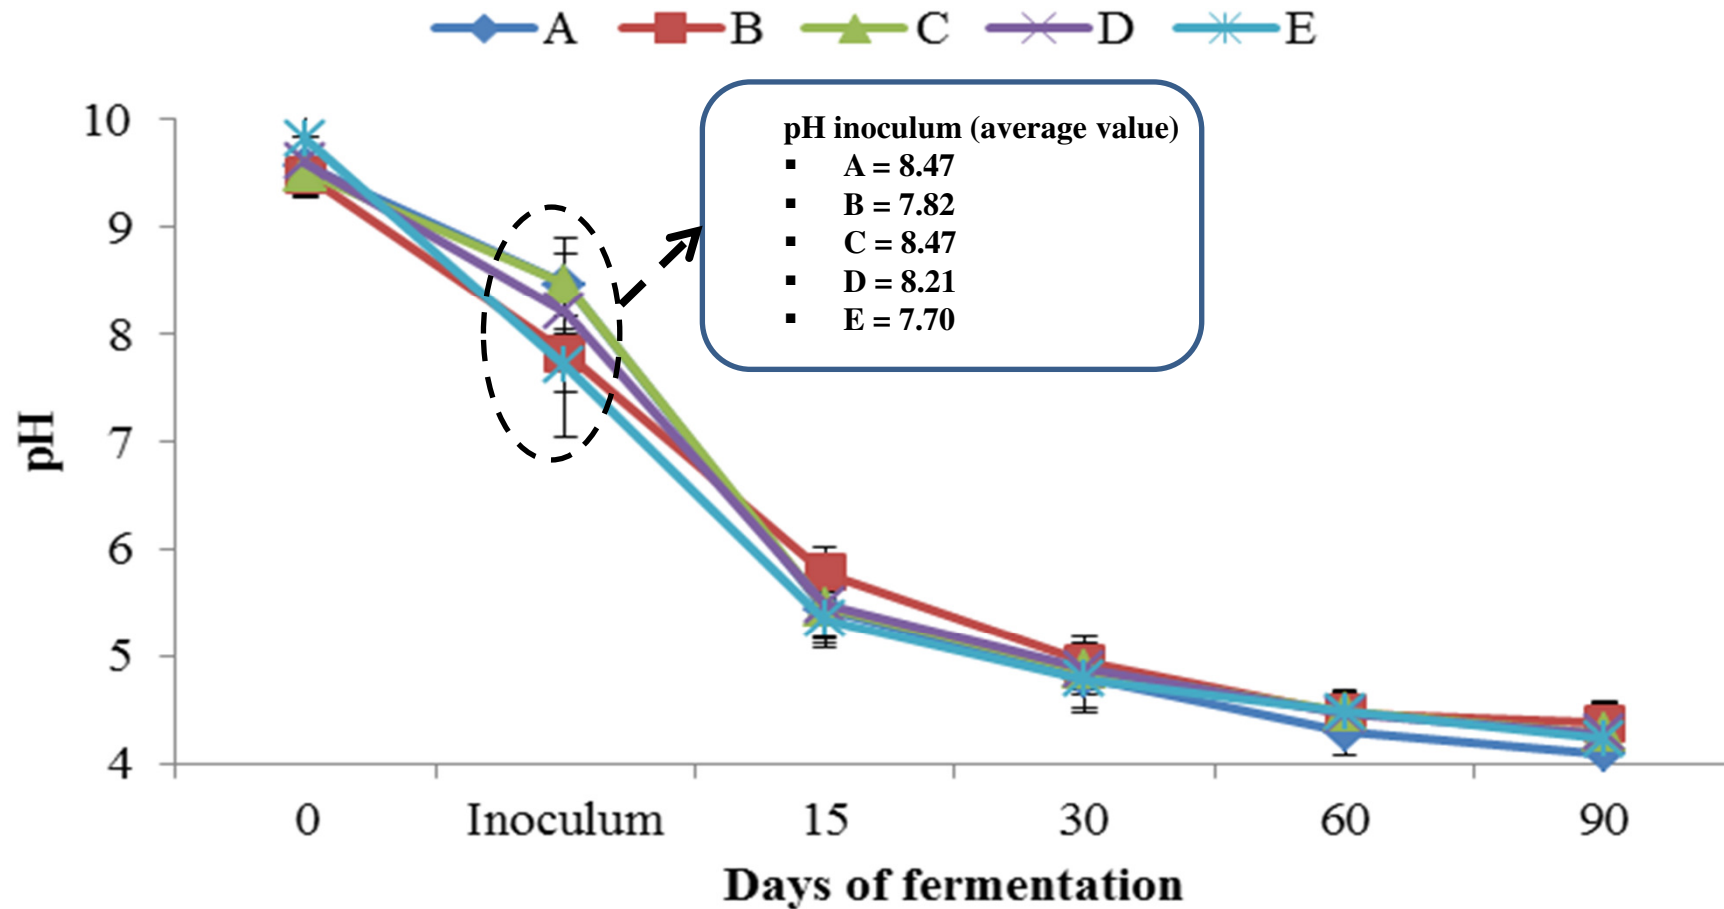 A B C D E
pH inoculum (average value)
▪ A = 8.47
▪ B = 7.82
▪ C = 8.47
▪ D = 8.21
▪ E = 7.70
10
9
8
7
6
5
4
pH
0 Inoculum 15 30 60 90
Days of fermentation